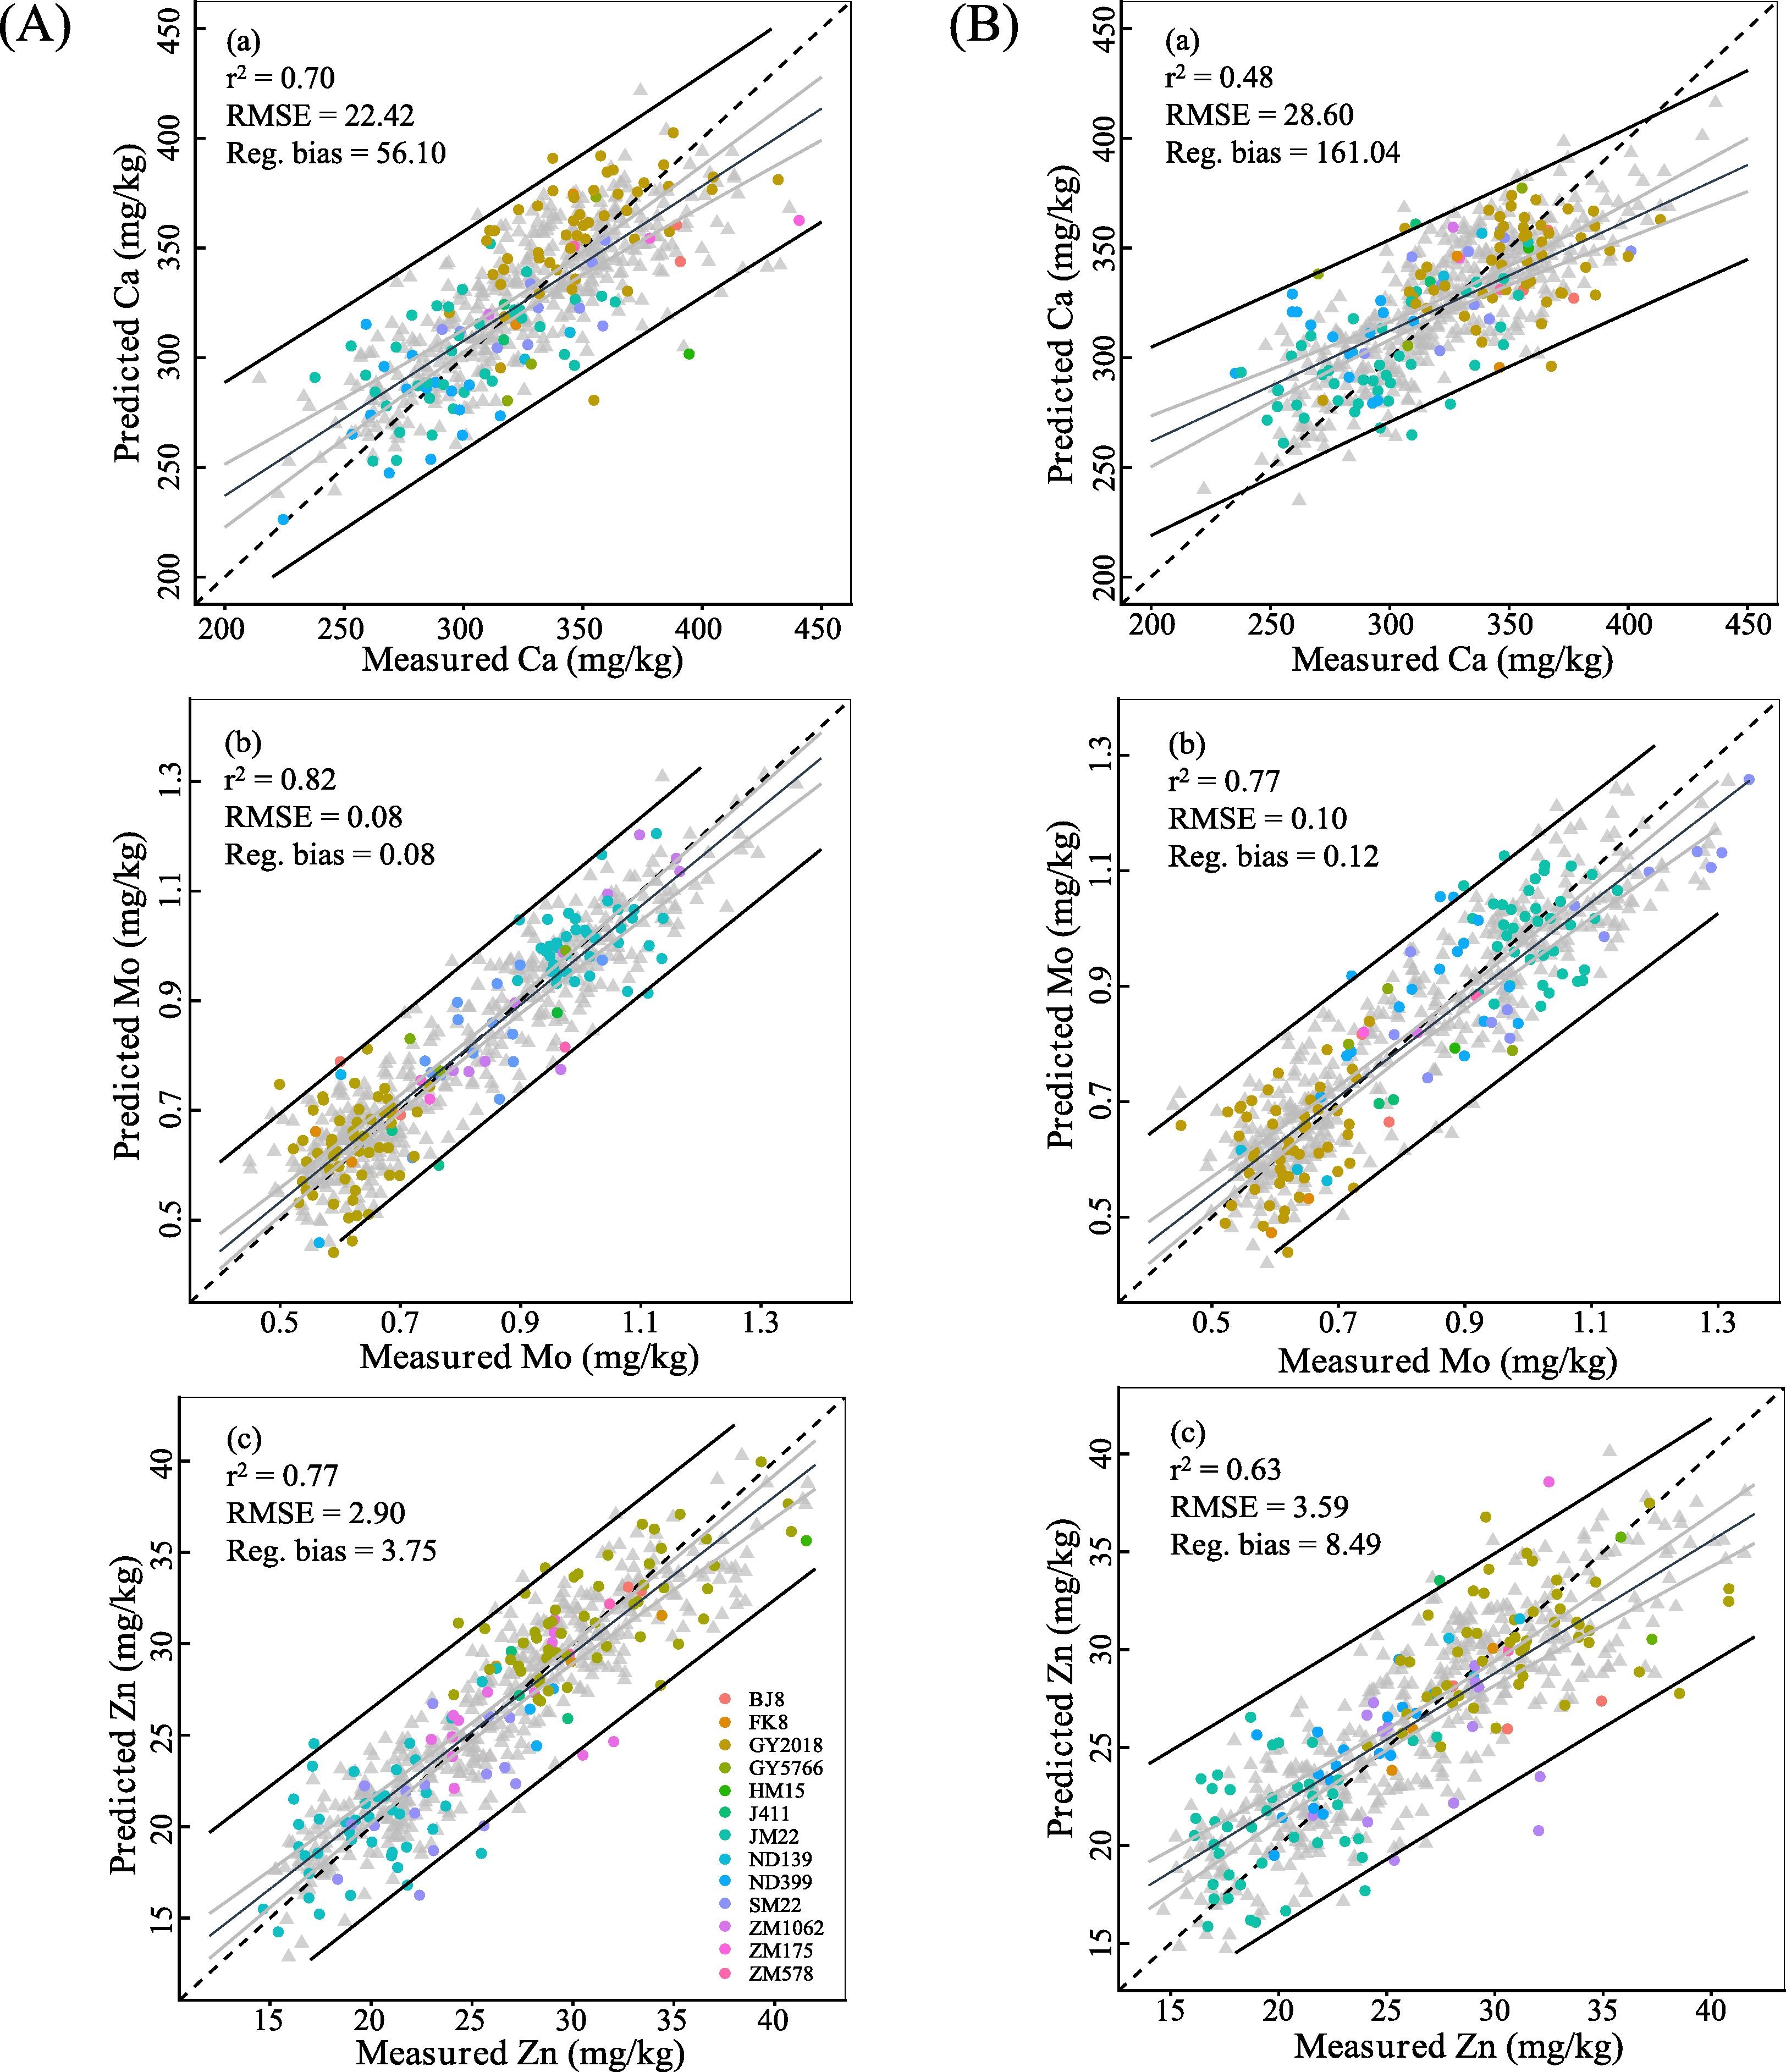 (A)
(a)
r² = 0.70
RMSE = 22.42
Reg. bias = 56.10
450
400
350
300
250
200
Predicted Ca (mg/kg)
200 250 300 350 400 450
Measured Ca (mg/kg)
(B)
(a)
r² = 0.48
RMSE = 28.60
Reg. bias = 161.04
450
400
350
300
250
200
Predicted Ca (mg/kg)
200 250 300 350 400 450
Measured Ca (mg/kg)
(b)
r² = 0.82
RMSE = 0.08
Reg. bias = 0.08
1.3
1.1
0.9
0.7
0.5
Predicted Mo (mg/kg)
0.5 0.7 0.9 1.1 1.3
Measured Mo (mg/kg)
(b)
r² = 0.77
RMSE = 0.10
Reg. bias = 0.12
1.3
1.1
0.9
0.7
0.5
Predicted Mo (mg/kg)
0.5 0.7 0.9 1.1 1.3
Measured Mo (mg/kg)
(c)
r² = 0.77
RMSE = 2.90
Reg. bias = 3.75
40
35
30
25
20
15
Predicted Zn (mg/kg)
BJ8
FK8
GY2018
GY5766
HM15
J411
JM22
ND139
ND399
SM22
ZM1062
ZM175
ZM578
15 20 25 30 35 40
Measured Zn (mg/kg)
(c)
r² = 0.63
RMSE = 3.59
Reg. bias = 8.49
40
35
30
25
20
15
Predicted Zn (mg/kg)
15 20 25 30 35 40
Measured Zn (mg/kg)